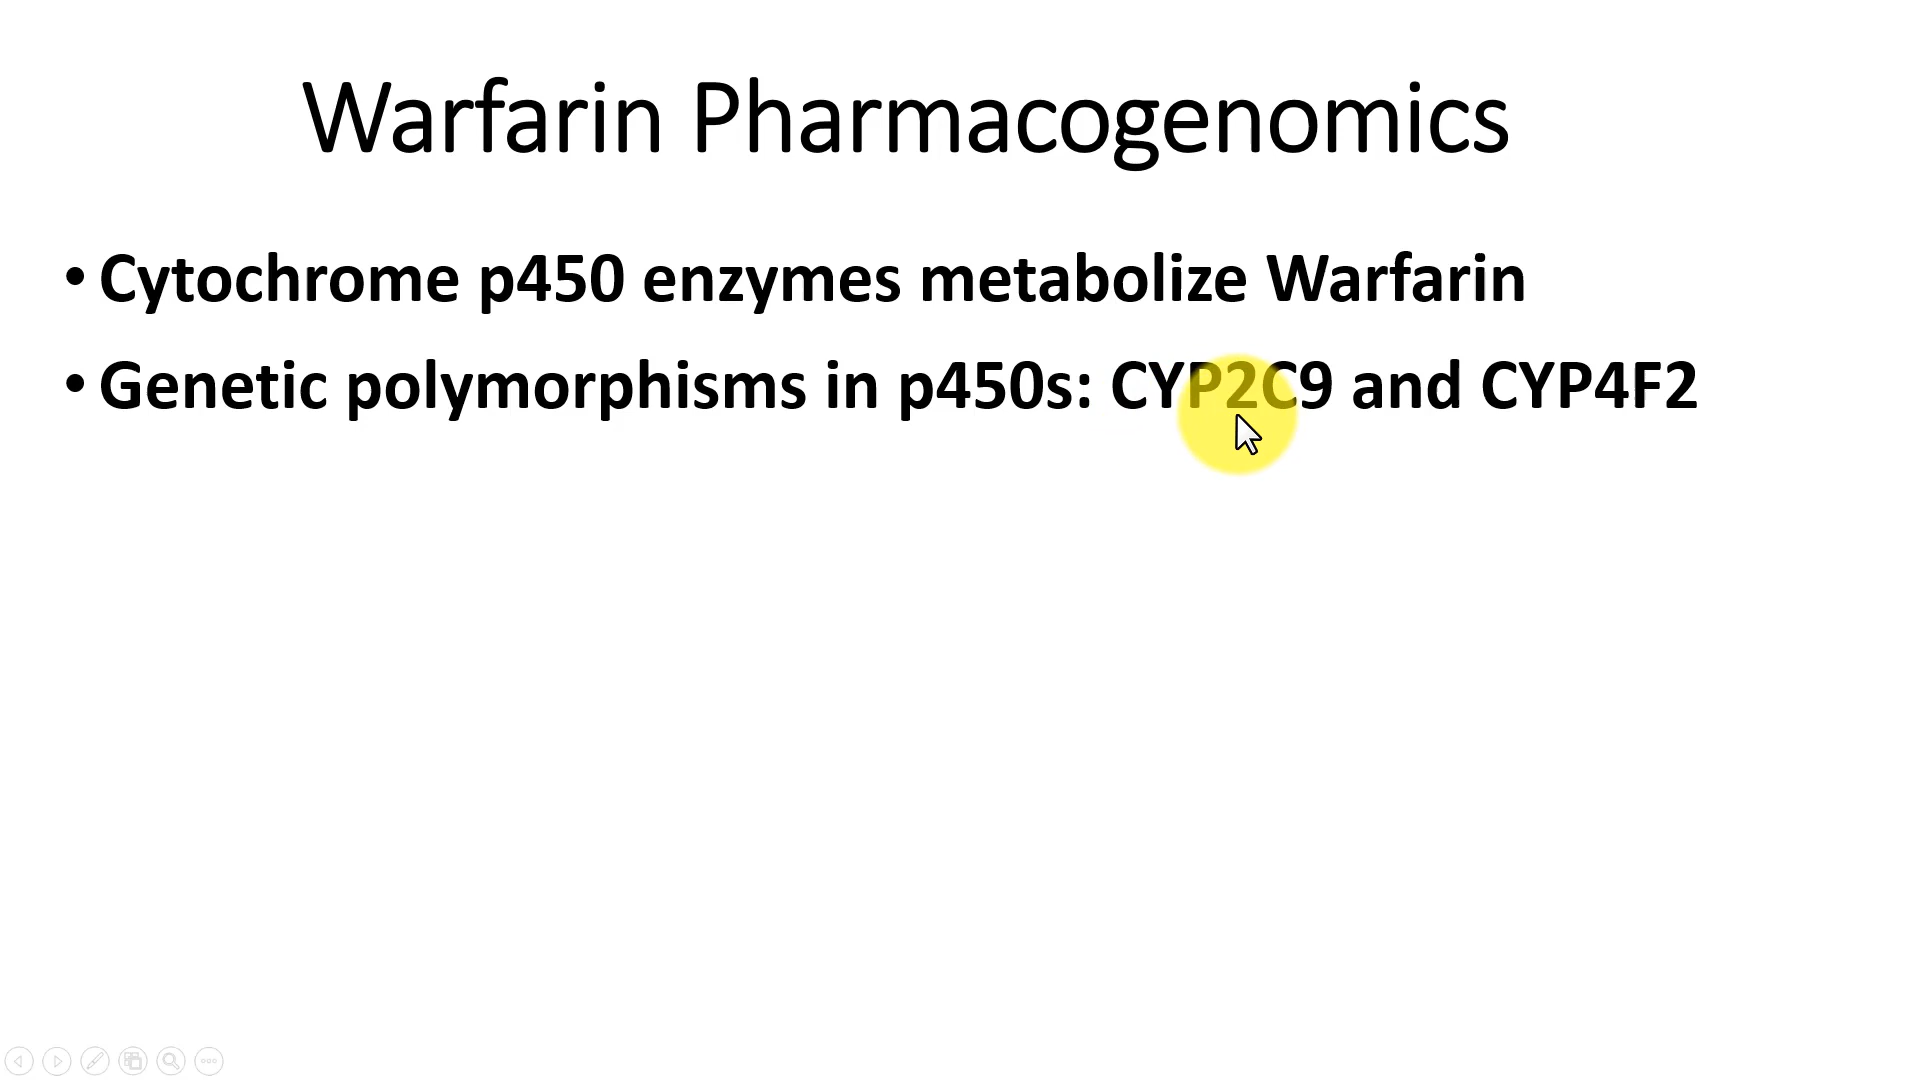 Warfarin Pharmacogenomics
• Cytochrome p450 enzymes metabolize Warfarin
• Genetic polymorphisms in p450s: CYP2C9 and CYP4F2